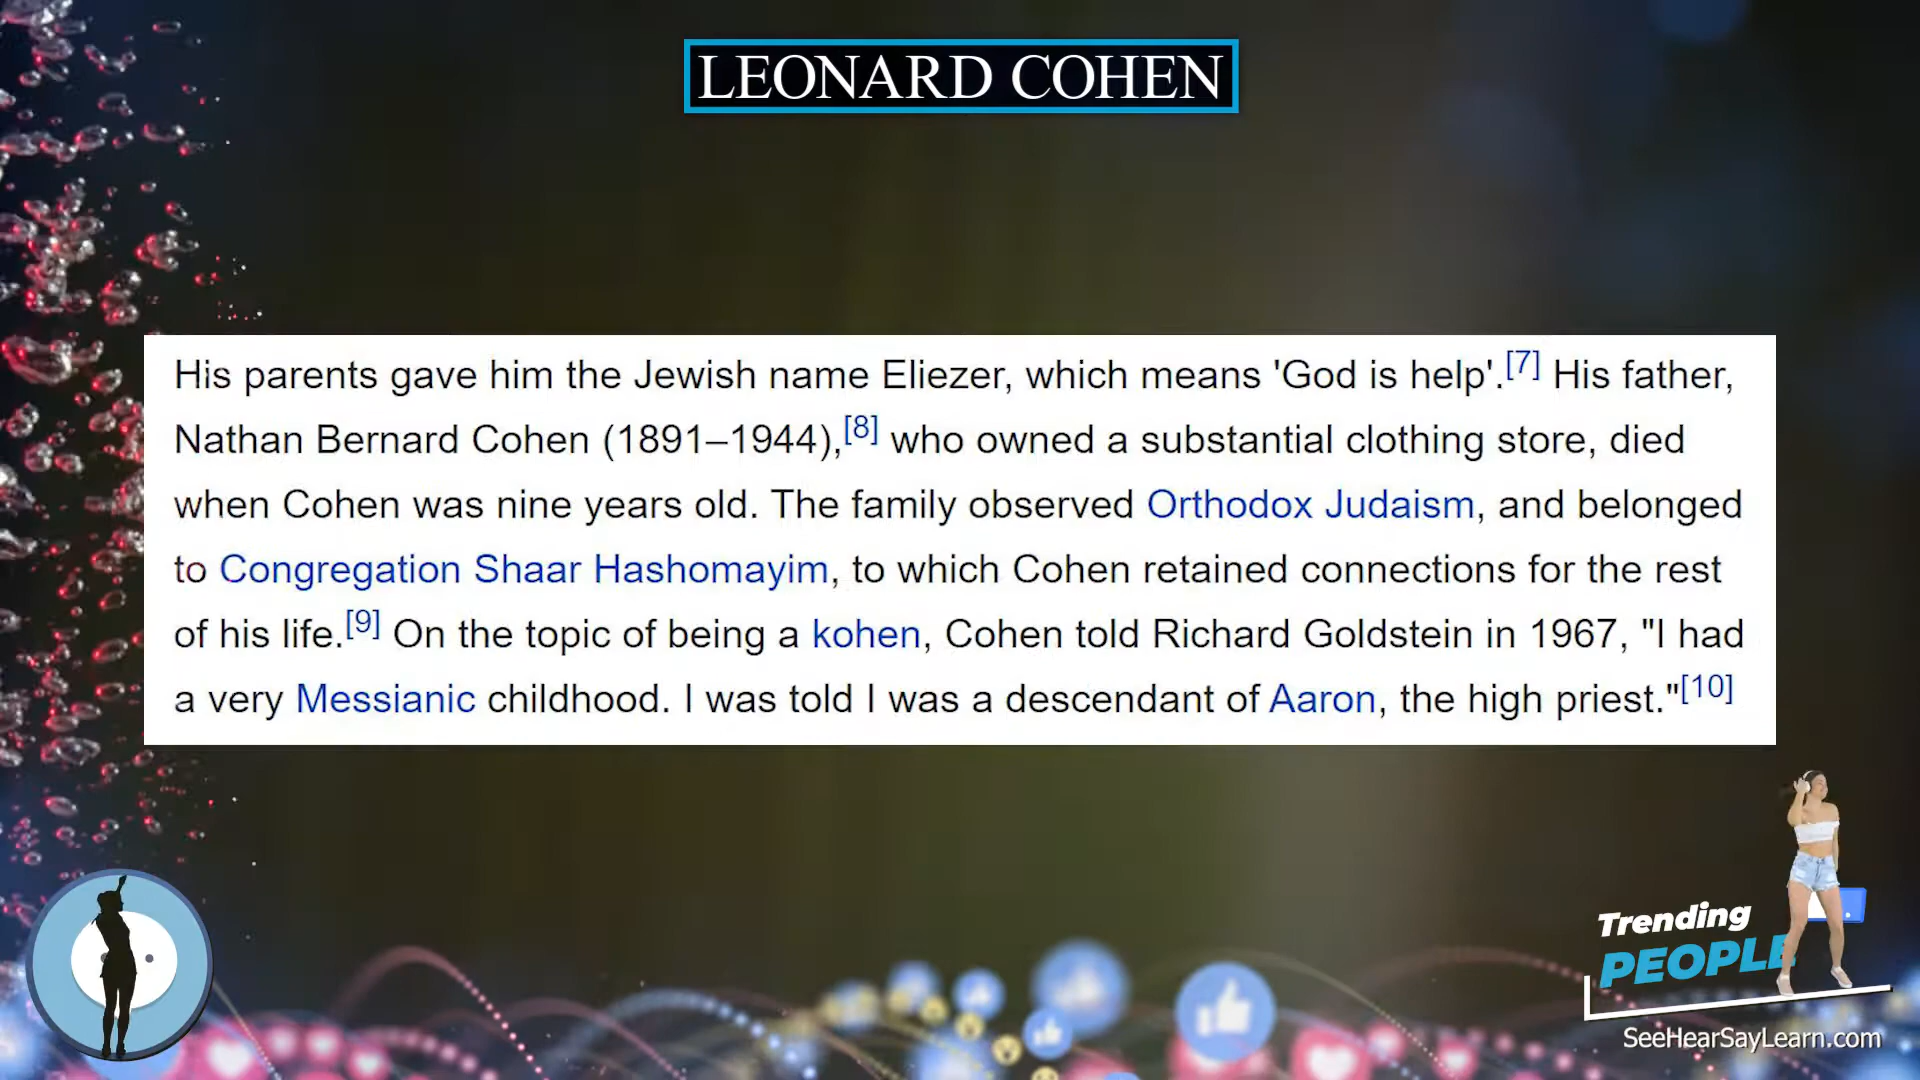 LEONARD COHEN
His parents gave him the Jewish name Eliezer, which means 'God is help'.[7] His father,
Nathan Bernard Cohen (1891–1944),[8] who owned a substantial clothing store, died
when Cohen was nine years old. The family observed Orthodox Judaism, and belonged
to Congregation Shaar Hashomayim, to which Cohen retained connections for the rest
of his life.[9] On the topic of being a kohen, Cohen told Richard Goldstein in 1967, "I had
a very Messianic childhood. I was told I was a descendant of Aaron, the high priest."[10]
Trending
PEOPLE
SeeHearSayLearn.com